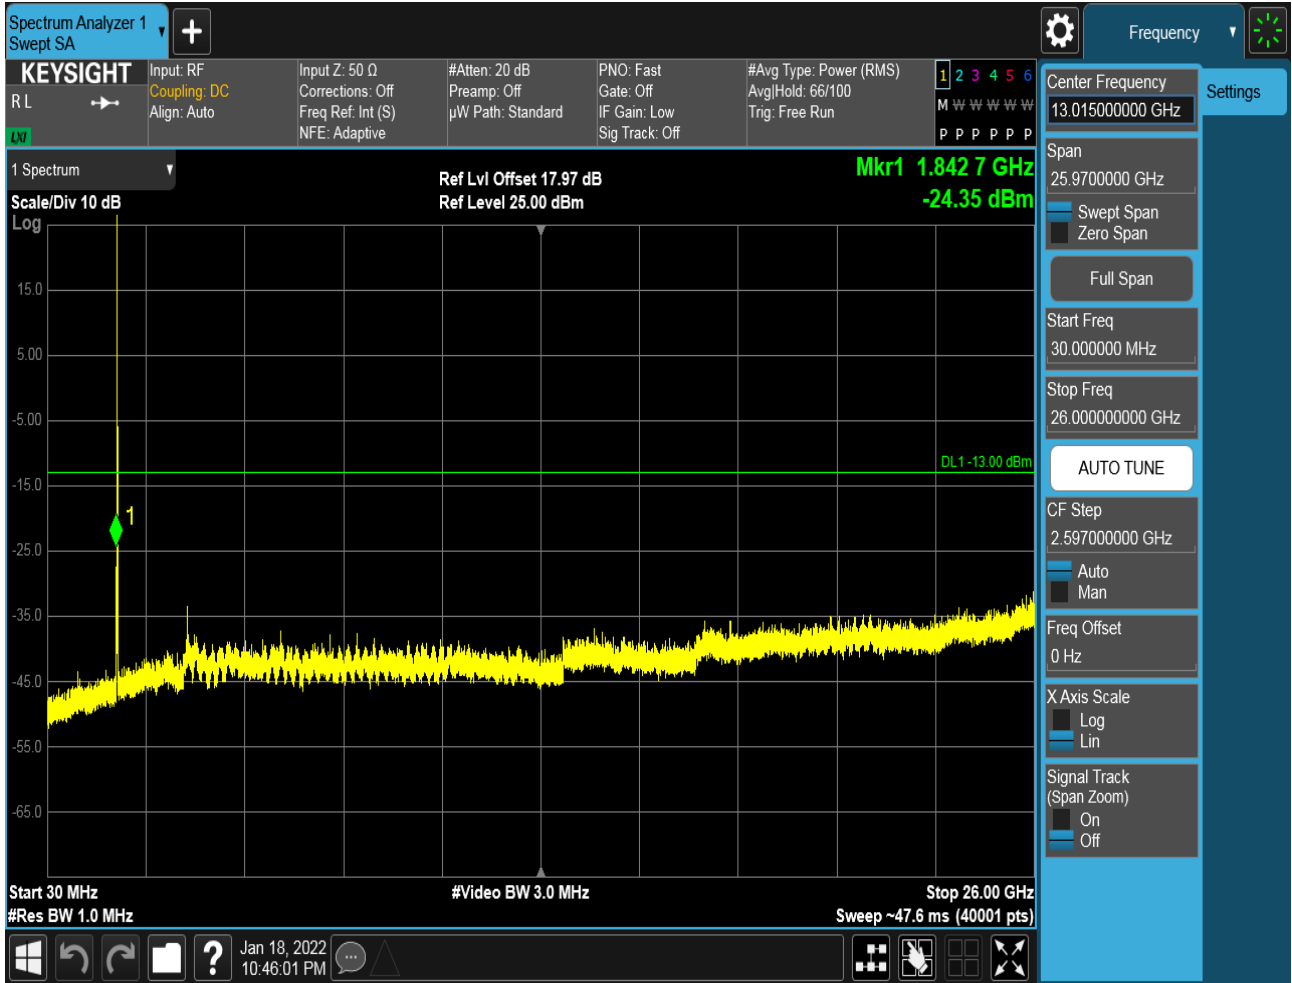 Spectrum Analyzer 1
Swept SA
Frequency
KEYSIGHT
R L
LXI
Input: RF
Coupling: DC
Align: Auto
Input Z: 50 Ω
Corrections: Off
Freq Ref: Int (S)
NFE: Adaptive
#Atten: 20 dB
Preamp: Off
µW Path: Standard
PNO: Fast
Gate: Off
IF Gain: Low
Sig Track: Off
#Avg Type: Power (RMS)
Avg|Hold: 66/100
Trig: Free Run
1 2 3 4 5 6
M W W W W W
P P P P P P
1 Spectrum
Scale/Div 10 dB
Log
Ref Lvl Offset 17.97 dB
Ref Level 25.00 dBm
Mkr1 1.842 7 GHz
-24.35 dBm
15.0
5.00
-5.00
-15.0
-25.0
-35.0
-45.0
-55.0
-65.0
DL1 -13.00 dBm
1
Start 30 MHz
#Res BW 1.0 MHz
#Video BW 3.0 MHz
Stop 26.00 GHz
Sweep ~47.6 ms (40001 pts)
Center Frequency
13.015000000 GHz
Span
25.9700000 GHz
Swept Span
Zero Span
Full Span
Start Freq
30.000000 MHz
Stop Freq
26.000000000 GHz
AUTO TUNE
CF Step
2.597000000 GHz
Auto
Man
Freq Offset
0 Hz
X Axis Scale
Log
Lin
Signal Track
(Span Zoom)
On
Off
Settings
?
Jan 18, 2022
10:46:01 PM